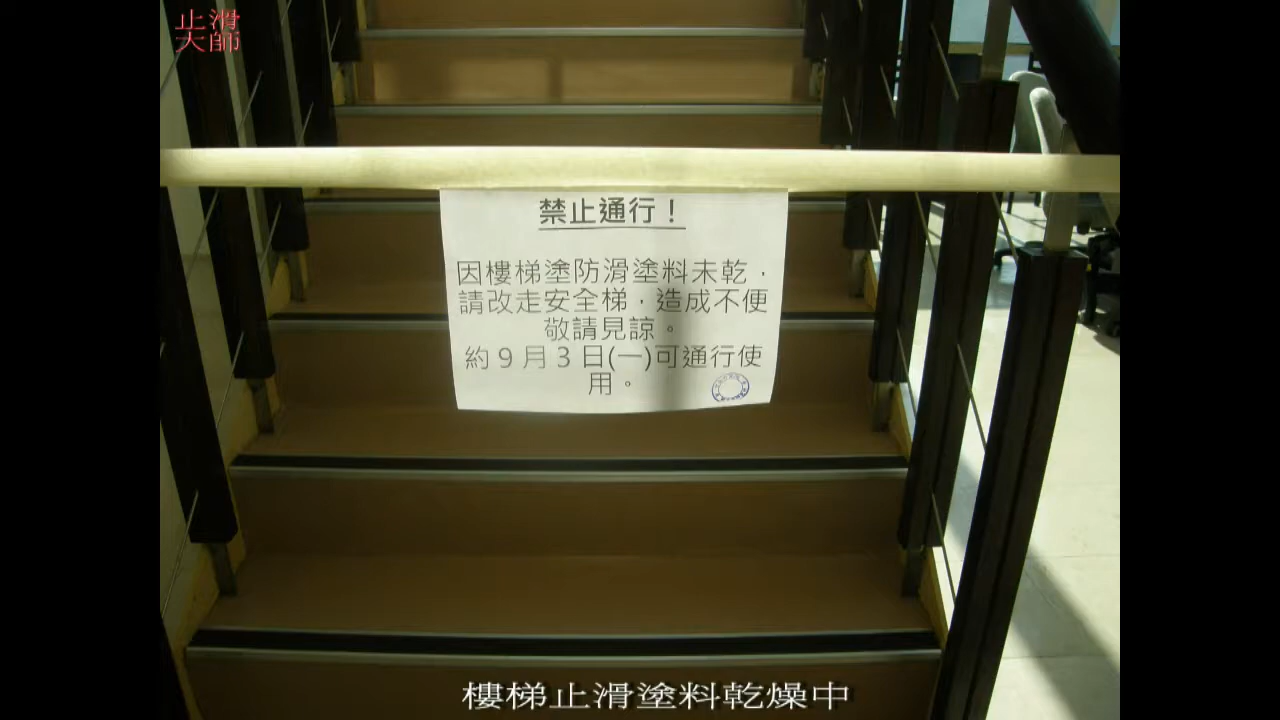 止滑
大師
禁止通行！
因樓梯塗防滑塗料未乾，
請改走安全梯，造成不便
敬請見諒。
約9月3日(一)可通行使
用。
樓梯止滑塗料乾燥中